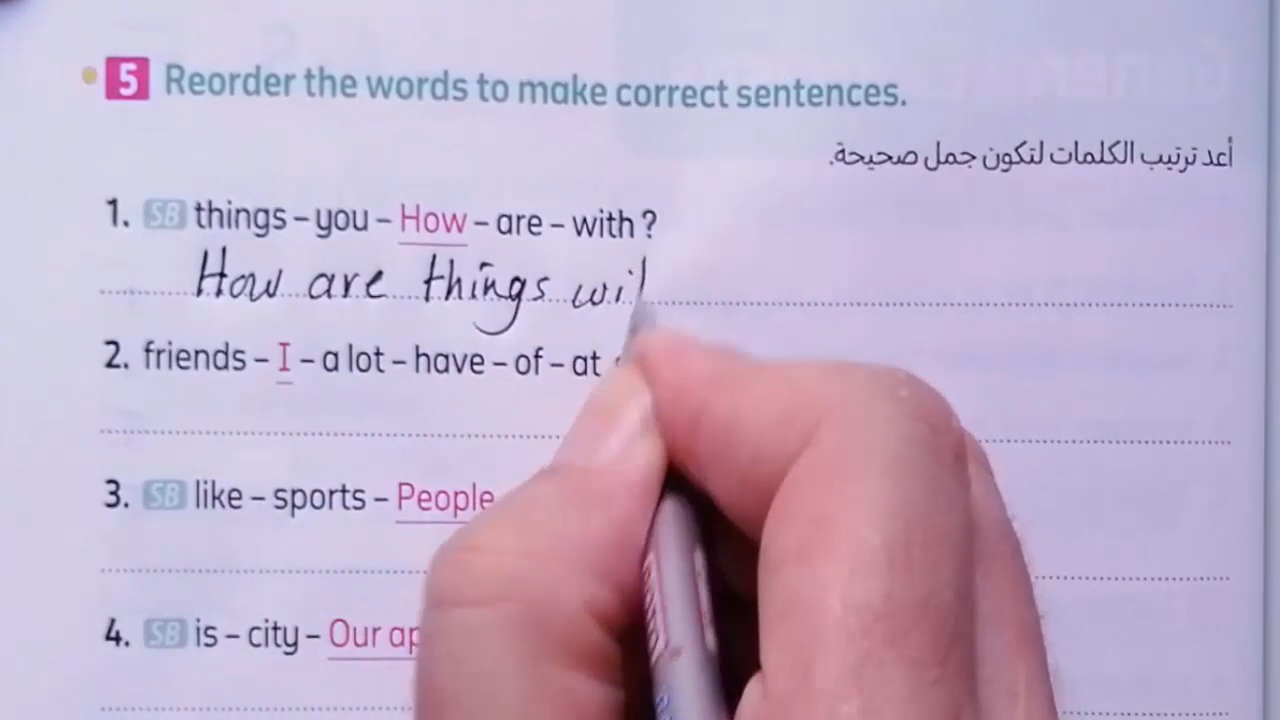 5 Reorder the words to make correct sentences.
أعد ترتيب الكلمات لتكون جمل صحيحة.
1. SB things – you – How – are – with ?
How are things
2. friends – I – a lot – have – of – at
3. SB like – sports – People
4. SB is – city – Our